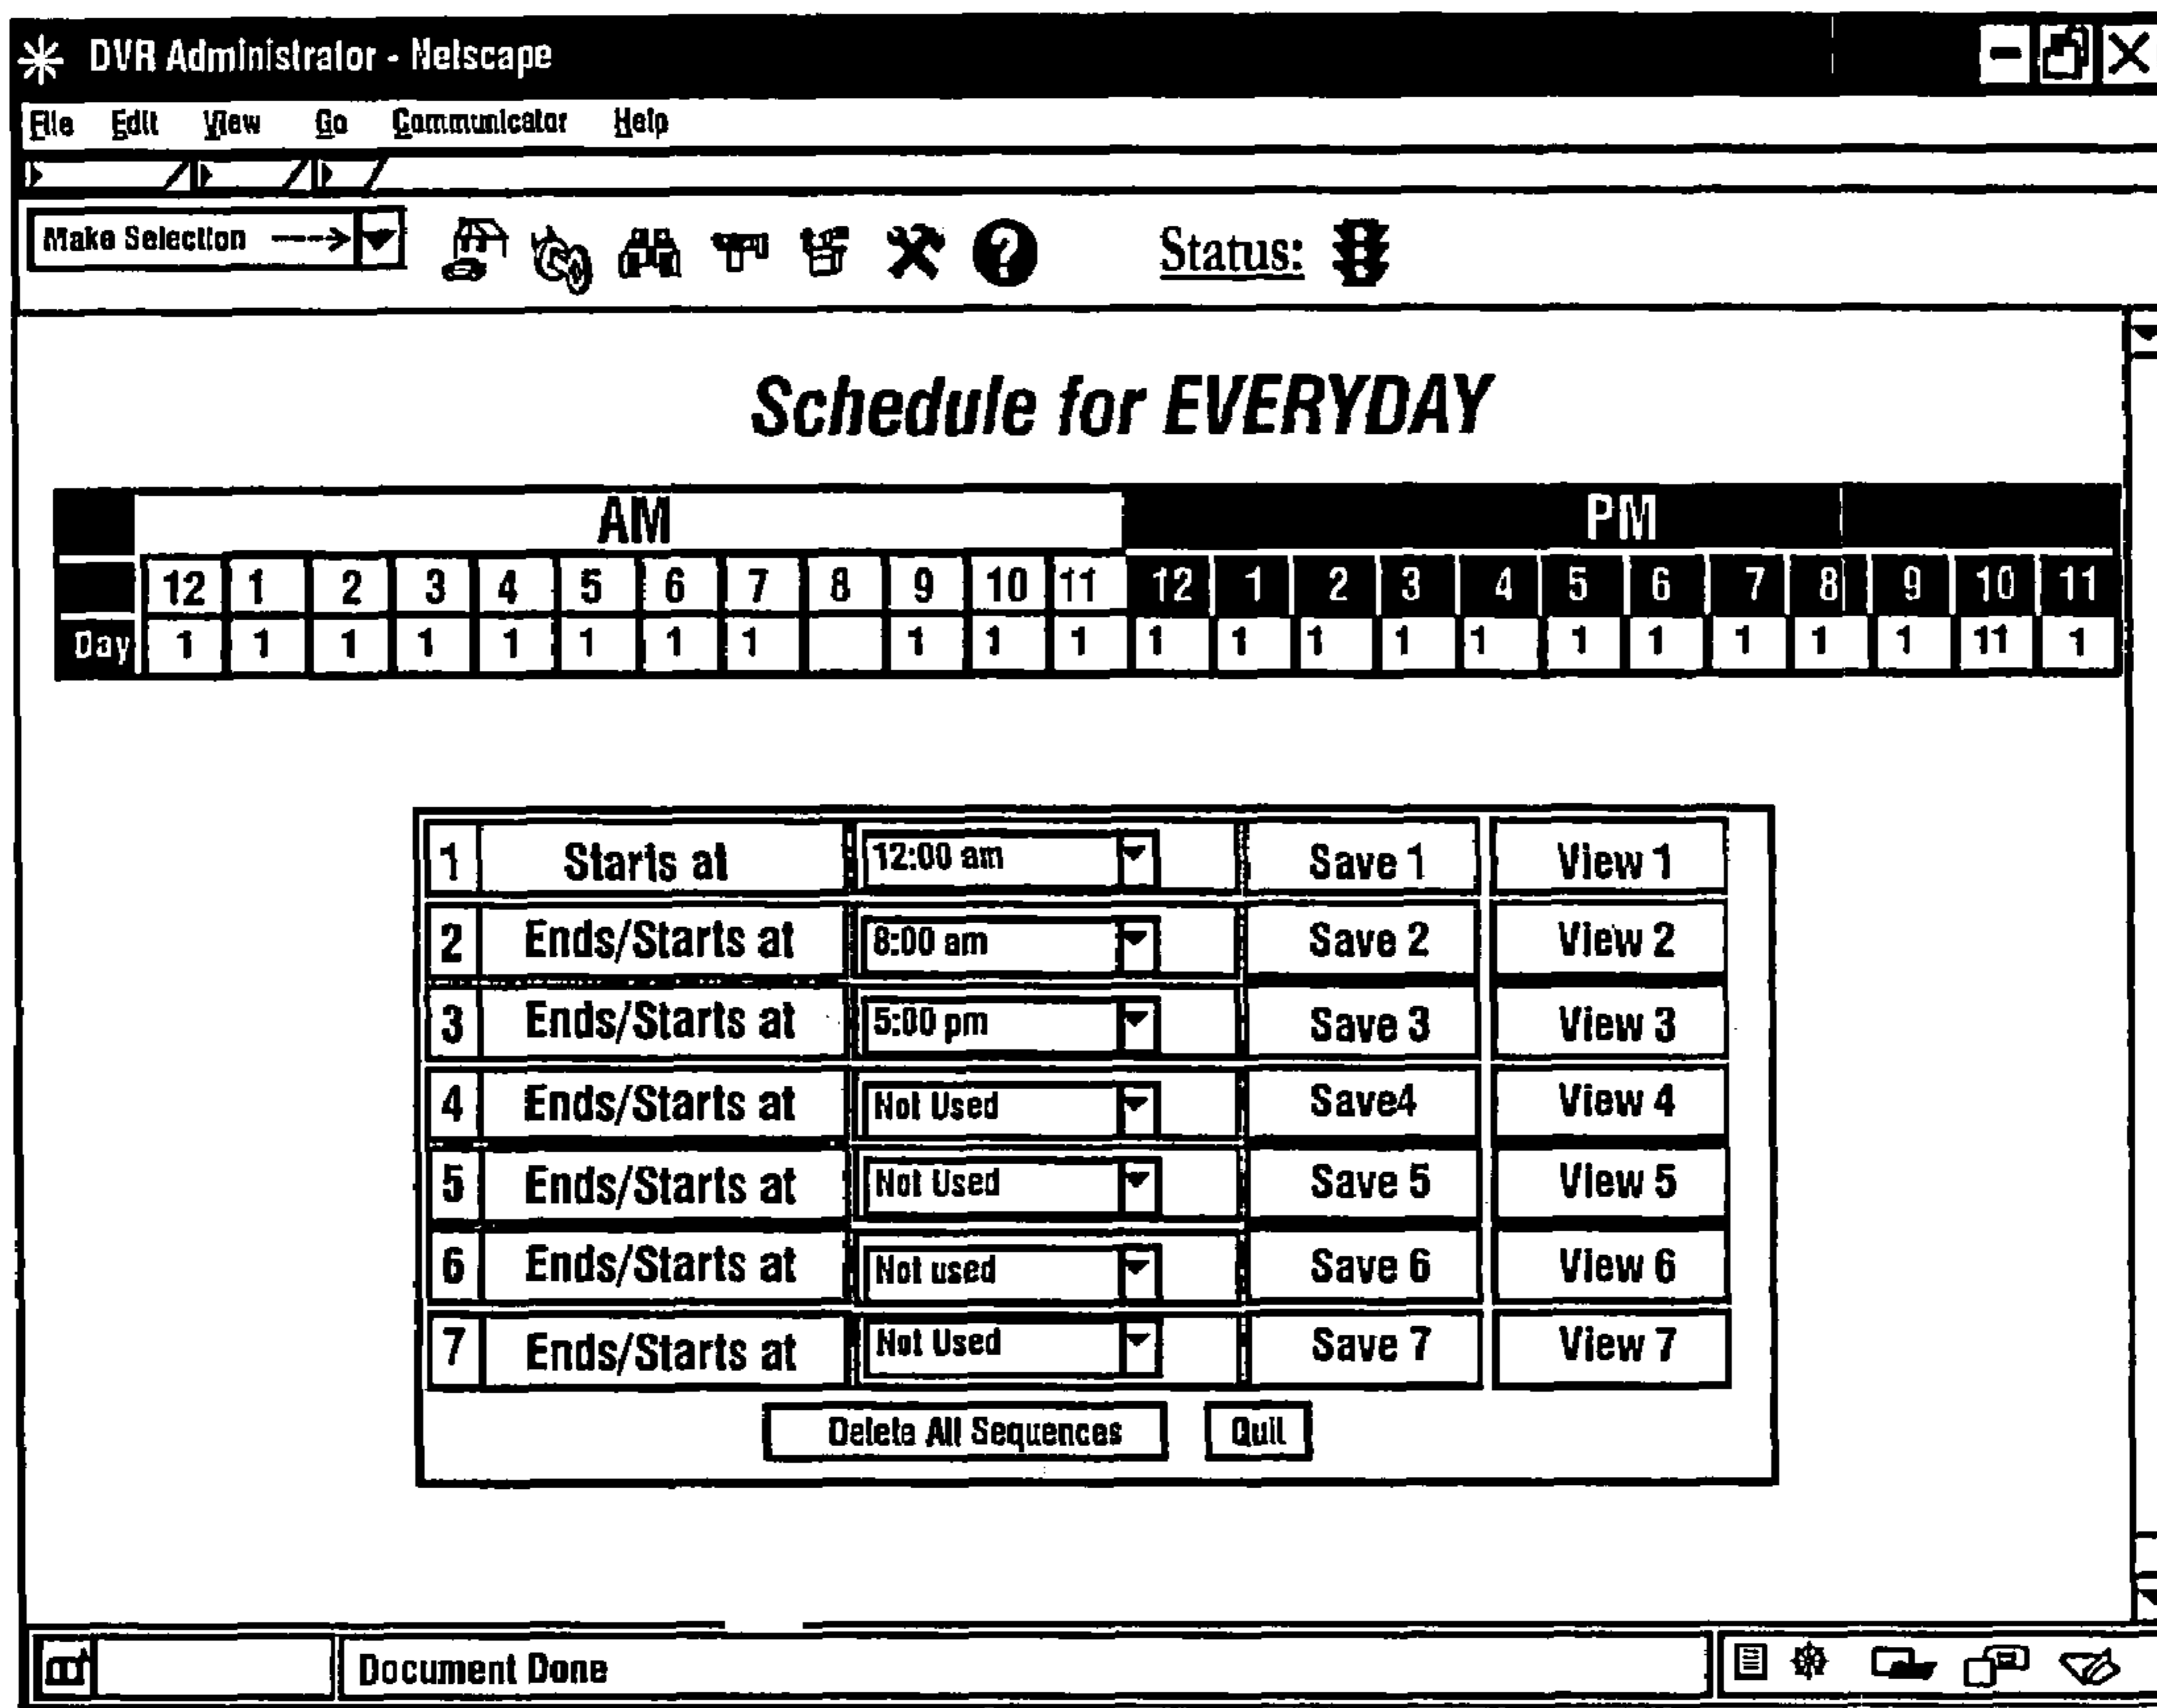 DVR Administrator - Netscape
File Edit View Go Communicator Help
Make Selection ---->
Status:
Schedule for EVERYDAY
AM PM
12 1 2 3 4 5 6 7 8 9 10 11 12 1 2 3 4 5 6 7 8 9 10 11
Day 1 1 1 1 1 1 1 1 1 1 1 1 1 1 1 1 1 1 1 1 1 11 1
1 Starts at 12:00 am Save 1 View 1
2 Ends/Starts at 8:00 am Save 2 View 2
3 Ends/Starts at 5:00 pm Save 3 View 3
4 Ends/Starts at Not Used Save4 View 4
5 Ends/Starts at Not Used Save 5 View 5
6 Ends/Starts at Not used Save 6 View 6
7 Ends/Starts at Not Used Save 7 View 7
Delete All Sequences Quit
Document Done